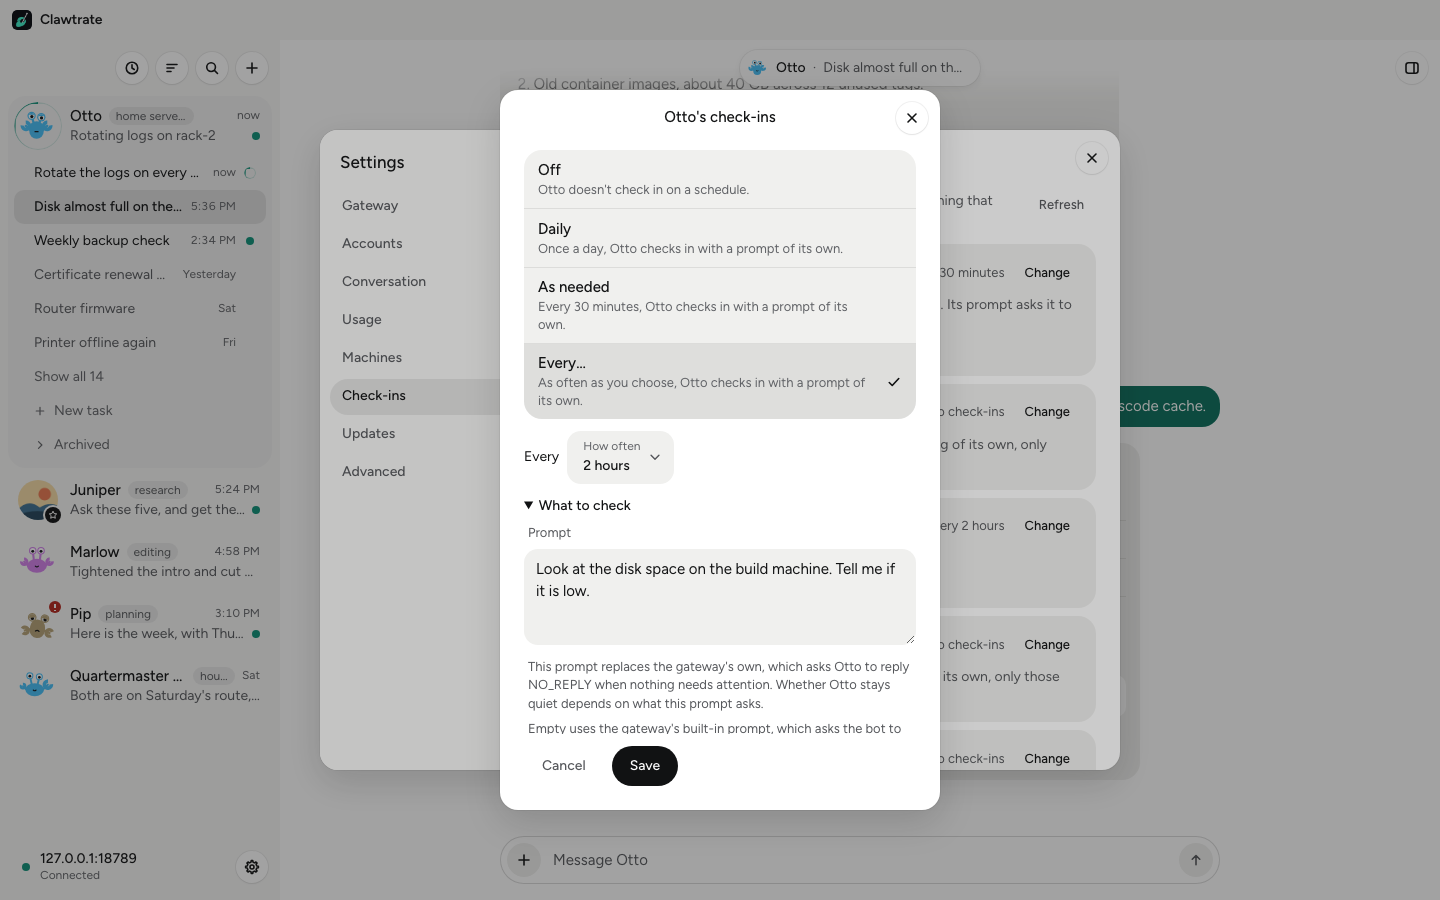 Clawtrate
Otto home serve... now
Rotating logs on rack-2
Rotate the logs on every ... now
Disk almost full on the... 5:36 PM
Weekly backup check 2:34 PM
Certificate renewal ... Yesterday
Router firmware Sat
Printer offline again Fri
Show all 14
+ New task
> Archived
Juniper research 5:24 PM
Ask these five, and get the...
Marlow editing 4:58 PM
Tightened the intro and cut ...
Pip planning 3:10 PM
Here is the week, with Thu...
Quartermaster ... hou... Sat
Both are on Saturday's route,...
127.0.0.1:18789
Connected
Otto · Disk almost full on th...
2. Old container images, about 40 GB across 12 unused tags.
Settings
Gateway
Accounts
Conversation
Usage
Machines
Check-ins
Updates
Advanced
Otto's check-ins
Off
Otto doesn't check in on a schedule.
Daily
Once a day, Otto checks in with a prompt of its own.
As needed
Every 30 minutes, Otto checks in with a prompt of its
own.
Every...
As often as you choose, Otto checks in with a prompt of
its own.
Every
How often
2 hours
▼ What to check
Prompt
Look at the disk space on the build machine. Tell me if
it is low.
This prompt replaces the gateway's own, which asks Otto to reply
NO_REPLY when nothing needs attention. Whether Otto stays
quiet depends on what this prompt asks.
Empty uses the gateway's built-in prompt, which asks the bot to
Cancel
Save
ning that
Refresh
30 minutes Change
. Its prompt asks it to
o check-ins Change
g of its own, only
ery 2 hours Change
o check-ins Change
its own, only those
o check-ins Change
scode cache.
Message Otto